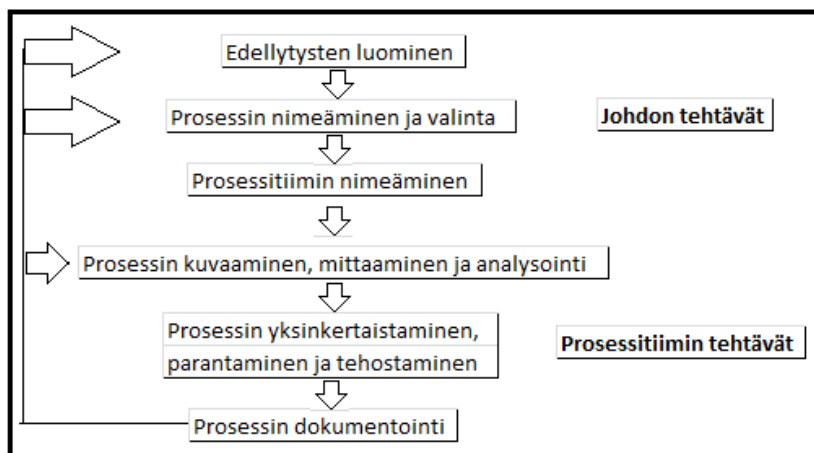 Edellytysten luominen
Prosessin nimeäminen ja valinta
Johdon tehtävät
Prosessitiimin nimeäminen
Prosessin kuvaaminen, mittaaminen ja analysointi
Prosessin yksinkertaistaminen,
parantaminen ja tehostaminen
Prosessitiimin tehtävät
Prosessin dokumentointi